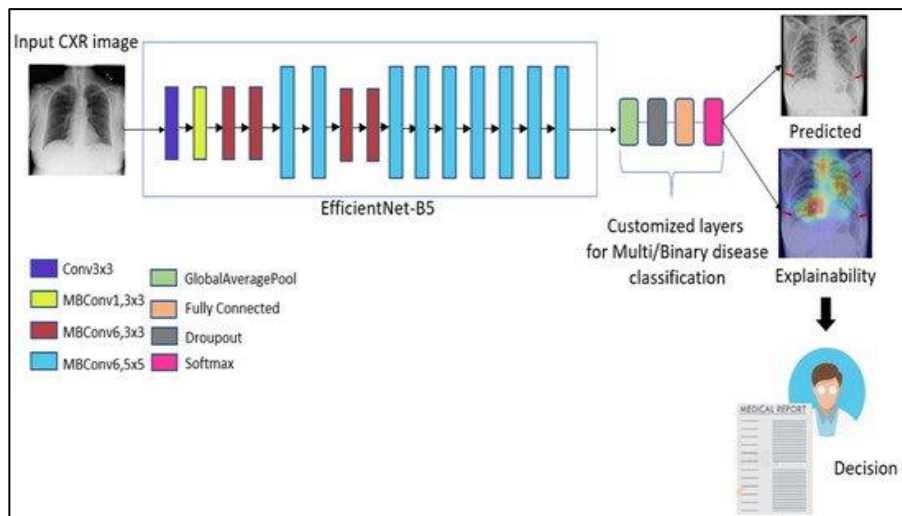 Input CXR image
EfficientNet-B5
Predicted
Customized layers
for Multi/Binary disease
classification
Explainability
Conv3x3
MBConv1,3x3
MBConv6,3x3
MBConv6,5x5
GlobalAveragePool
Fully Connected
Droupout
Softmax
MEDICAL REPORT
Decision